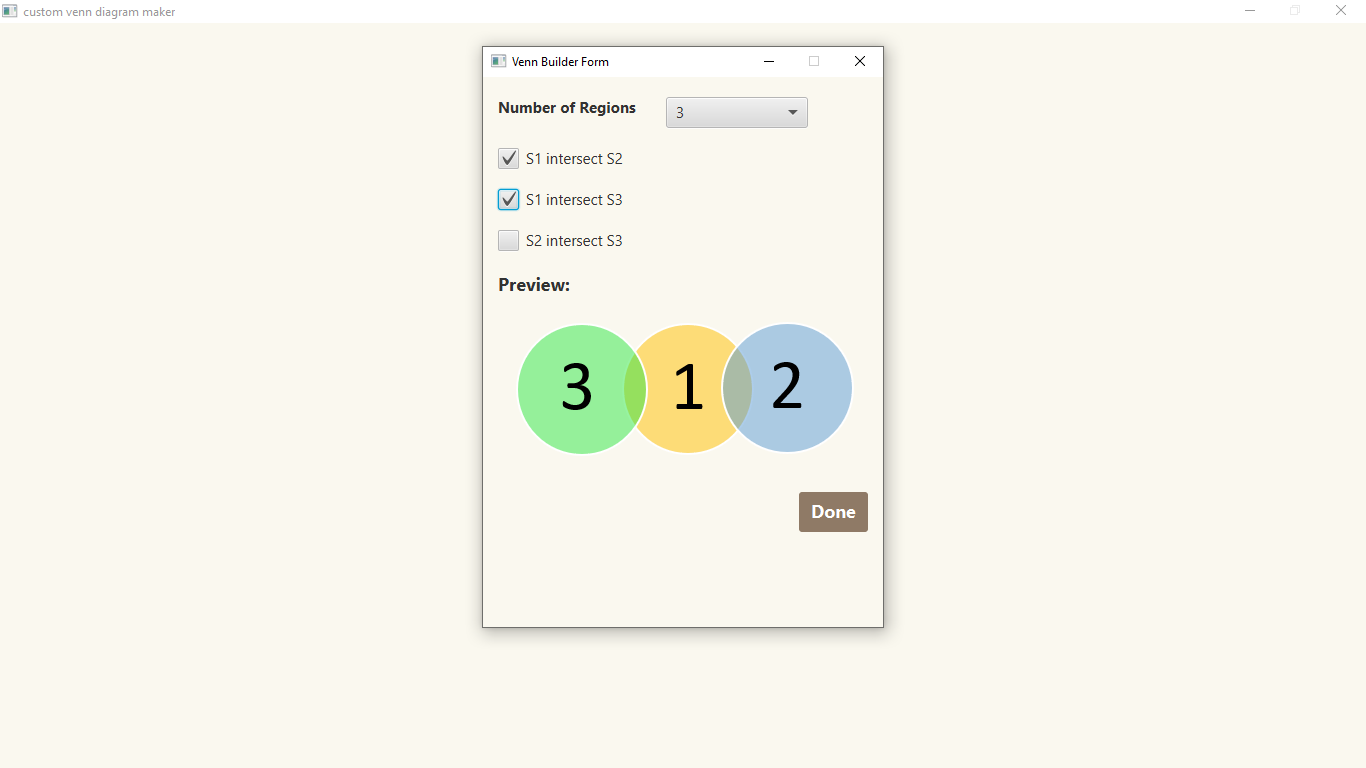 custom venn diagram maker
Venn Builder Form
Number of Regions 3
S1 intersect S2
S1 intersect S3
S2 intersect S3
Preview:
3 1 2
Done